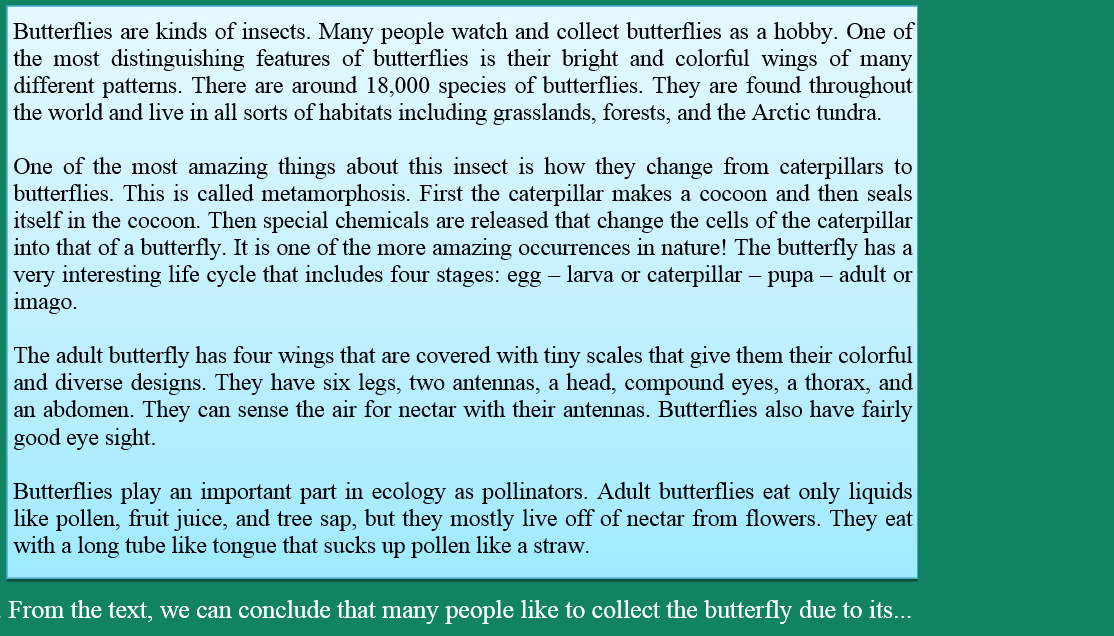 Butterflies are kinds of insects. Many people watch and collect butterflies as a hobby. One of
the most distinguishing features of butterflies is their bright and colorful wings of many
different patterns. There are around 18,000 species of butterflies. They are found throughout
the world and live in all sorts of habitats including grasslands, forests, and the Arctic tundra.
One of the most amazing things about this insect is how they change from caterpillars to
butterflies. This is called metamorphosis. First the caterpillar makes a cocoon and then seals
itself in the cocoon. Then special chemicals are released that change the cells of the caterpillar
into that of a butterfly. It is one of the more amazing occurrences in nature! The butterfly has a
very interesting life cycle that includes four stages: egg – larva or caterpillar – pupa – adult or
imago.
The adult butterfly has four wings that are covered with tiny scales that give them their colorful
and diverse designs. They have six legs, two antennas, a head, compound eyes, a thorax, and
an abdomen. They can sense the air for nectar with their antennas. Butterflies also have fairly
good eye sight.
Butterflies play an important part in ecology as pollinators. Adult butterflies eat only liquids
like pollen, fruit juice, and tree sap, but they mostly live off of nectar from flowers. They eat
with a long tube like tongue that sucks up pollen like a straw.
From the text, we can conclude that many people like to collect the butterfly due to its...